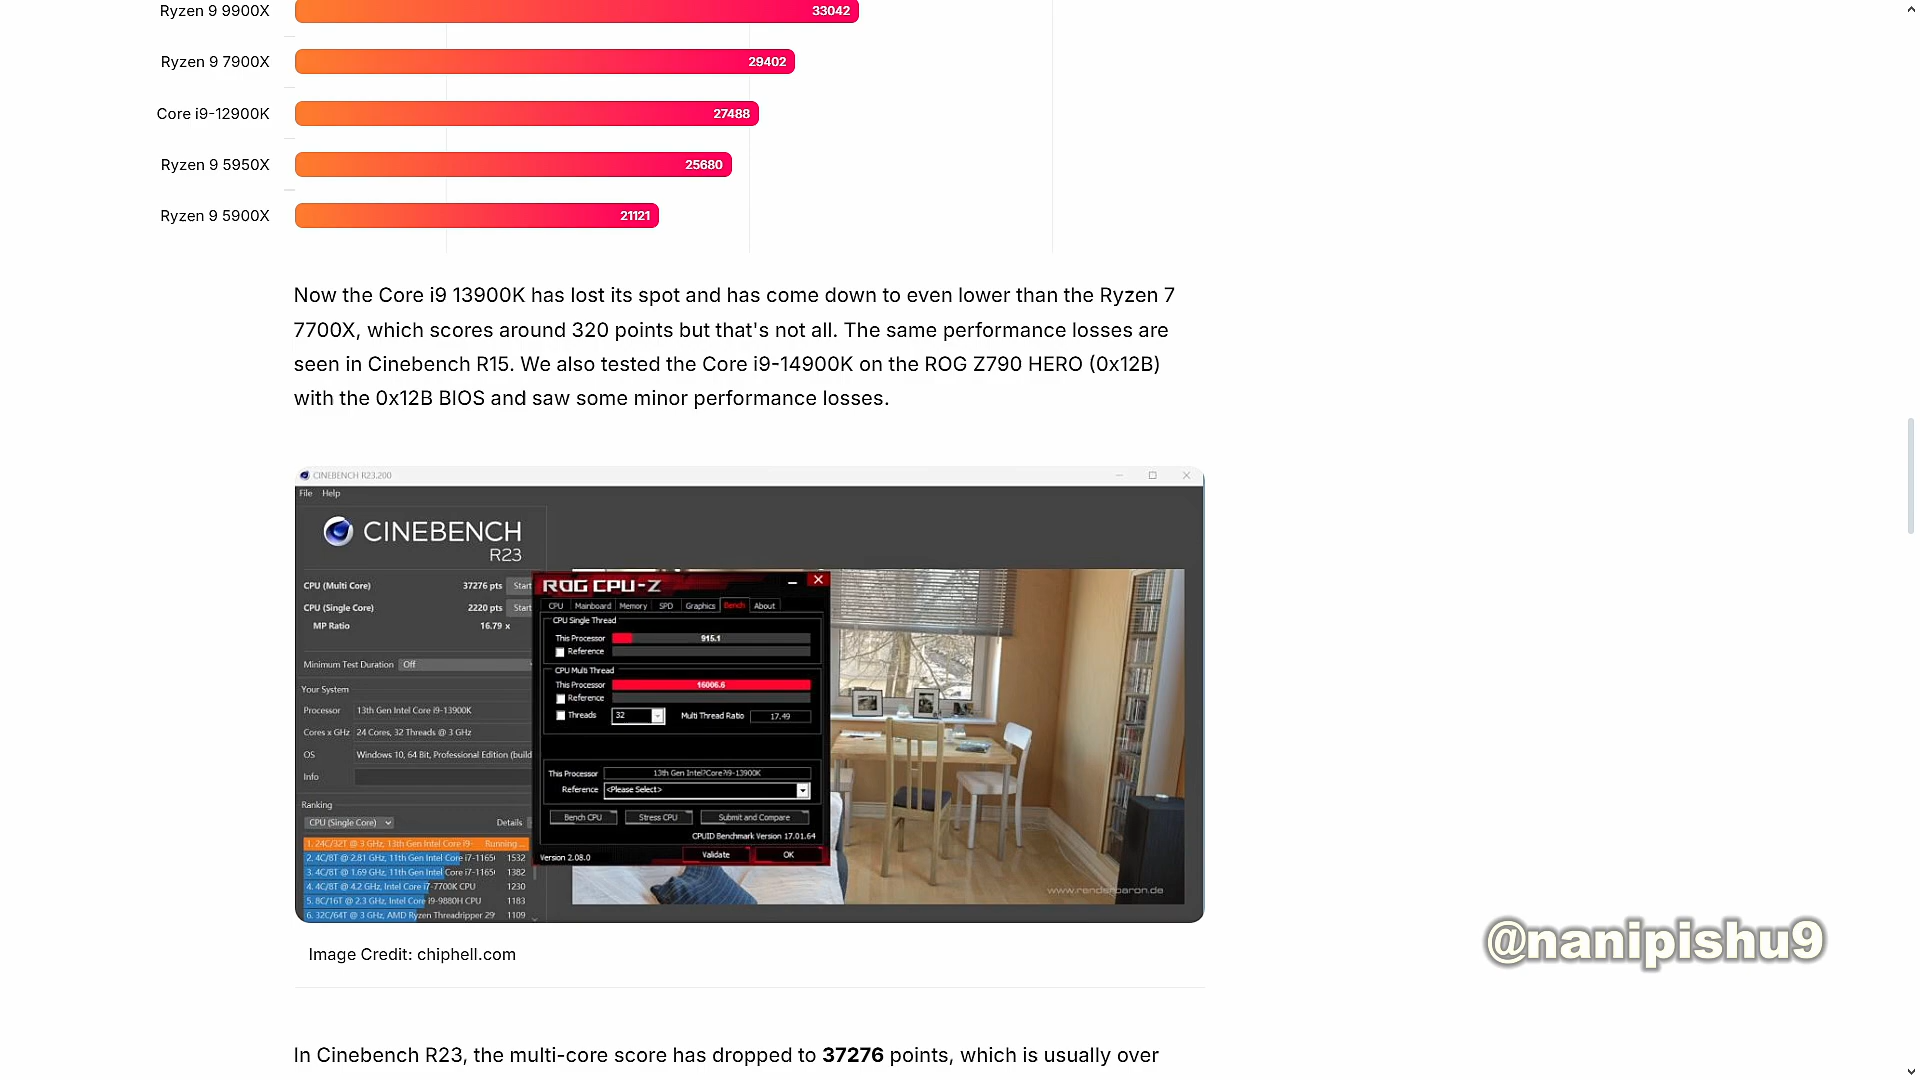 Ryzen 9 9900X 33042
Ryzen 9 7900X 29402
Core i9-12900K 27488
Ryzen 9 5950X 25680
Ryzen 9 5900X 21121
Now the Core i9 13900K has lost its spot and has come down to even lower than the Ryzen 7
7700X, which scores around 320 points but that's not all. The same performance losses are
seen in Cinebench R15. We also tested the Core i9-14900K on the ROG Z790 HERO (0x12B)
with the 0x12B BIOS and saw some minor performance losses.
CINEBENCH R23.200
File Help
CINEBENCH
R23
CPU (Multi Core) 37276 pts Start
CPU (Single Core) 2220 pts Start
MP Ratio 16.79 x
Minimum Test Duration Off
Your System
Processor 13th Gen Intel Core i9-13900K
Cores x GHz 24 Cores, 32 Threads @ 3 GHz
OS Windows 10, 64 Bit, Professional Edition (build
Info
Ranking
CPU (Single Core) Details
1. 24C/32T @ 3 GHz, 13th Gen Intel Core i9- Running...
2. 4C/8T @ 2.81 GHz, 11th Gen Intel Core i7-1165 1532
3. 4C/8T @ 1.69 GHz, 11th Gen Intel Core i7-1165 1382
4. 4C/8T @ 4.2 GHz, Intel Core i7-7700K CPU 1230
5. 8C/16T @ 2.3 GHz, Intel Core i9-9880H CPU 1183
6. 32C/64T @ 3 GHz, AMD Ryzen Threadripper 29 1109
ROG CPU-Z
CPU Mainboard Memory SPD Graphics Bench About
CPU Single Thread
This Processor 915.1
Reference
CPU Multi Thread
This Processor 16006.6
Reference
Threads 32 Multi Thread Ratio 17.49
This Processor 13th Gen Intel?Core?i9-13900K
Reference <Please Select>
Bench CPU Stress CPU Submit and Compare
CPUID Benchmark Version 17.01.64
Version 2.08.0 Validate OK
www.renderbaron.de
@nanipishu9
Image Credit: chiphell.com
In Cinebench R23, the multi-core score has dropped to 37276 points, which is usually over